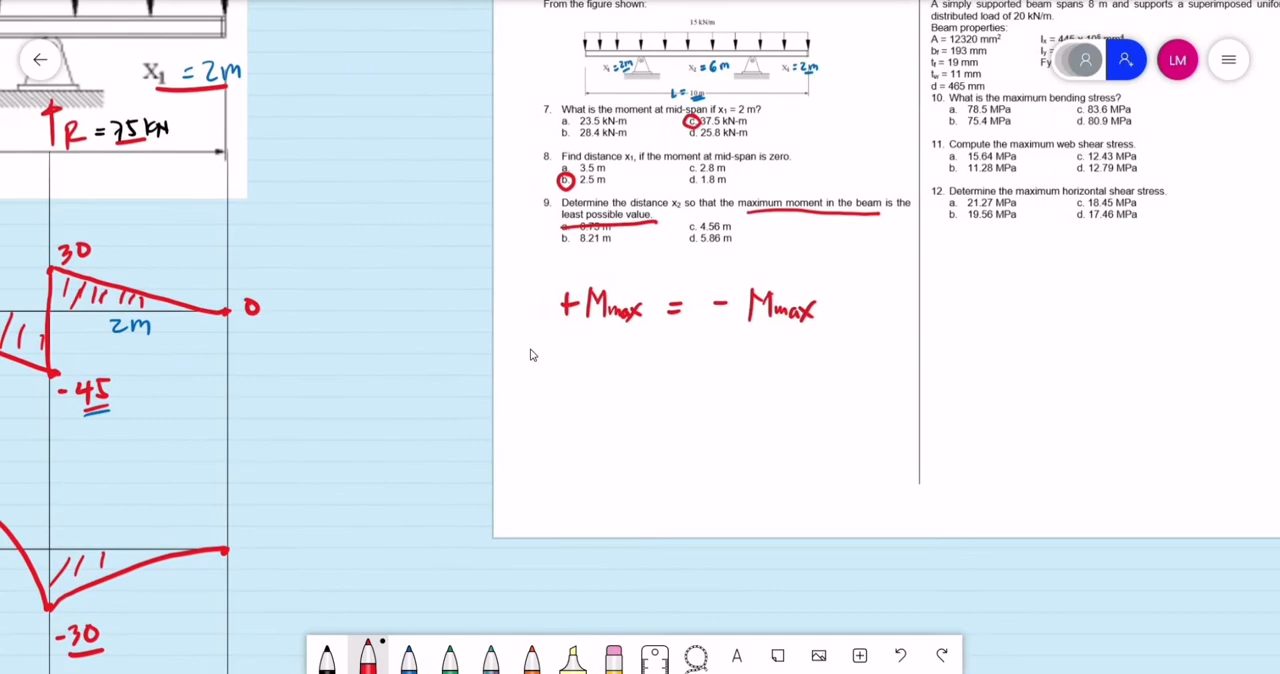 X₁ = 2m
R = 75 KN
30
0
2m
-45
-30
From the figure shown:
15 kN/m
x₁ = 2m
x₂ = 6m
x₁ = 2m
L = 10 m
7. What is the moment at mid-span if x₁ = 2 m?
a. 23.5 kN-m c. 37.5 kN-m
b. 28.4 kN-m d. 25.8 kN-m
8. Find distance x₁, if the moment at mid-span is zero.
a. 3.5 m c. 2.8 m
b. 2.5 m d. 1.8 m
9. Determine the distance x₂ so that the maximum moment in the beam is the
least possible value.
c. 4.56 m
b. 8.21 m d. 5.86 m
+Mmax = - Mmax
A simply supported beam spans 8 m and supports a superimposed
distributed load of 20 kN/m.
Beam properties:
A = 12320 mm²
bf = 193 mm
tf = 19 mm
tw = 11 mm
d = 465 mm
Fy
10. What is the maximum bending stress?
a. 78.5 MPa c. 83.6 MPa
b. 75.4 MPa d. 80.9 MPa
11. Compute the maximum web shear stress.
a. 15.64 MPa c. 12.43 MPa
b. 11.28 MPa d. 12.79 MPa
12. Determine the maximum horizontal shear stress.
a. 21.27 MPa c. 18.45 MPa
b. 19.56 MPa d. 17.46 MPa
LM
A